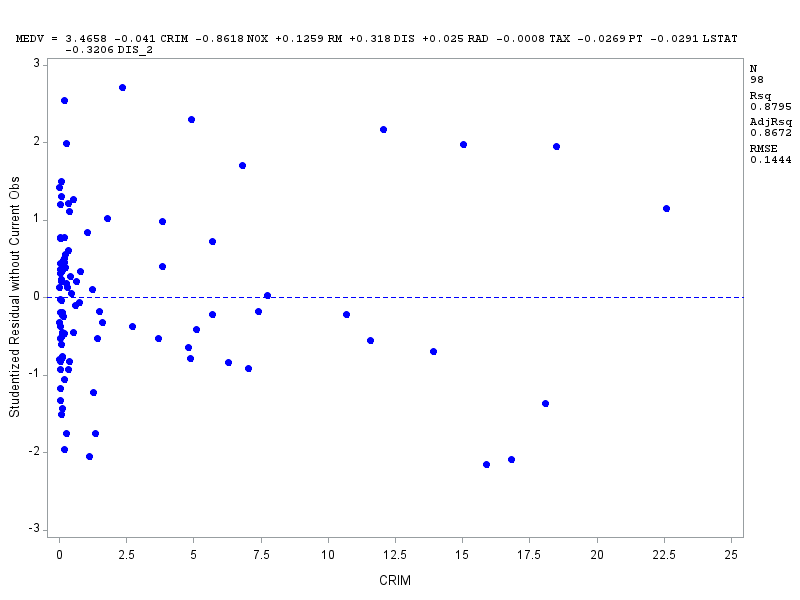 MEDV = 3.4658 -0.041 CRIM -0.8618 NOX +0.1259 RM +0.318 DIS +0.025 RAD -0.0008 TAX -0.0269 PT -0.0291 LSTAT
-0.3206 DIS_2
N
98
Rsq
0.8795
AdjRsq
0.8672
RMSE
0.1444
Studentized Residual without Current Obs
3
2
1
0
-1
-2
-3
0 2.5 5 7.5 10 12.5 15 17.5 20 22.5 25
CRIM